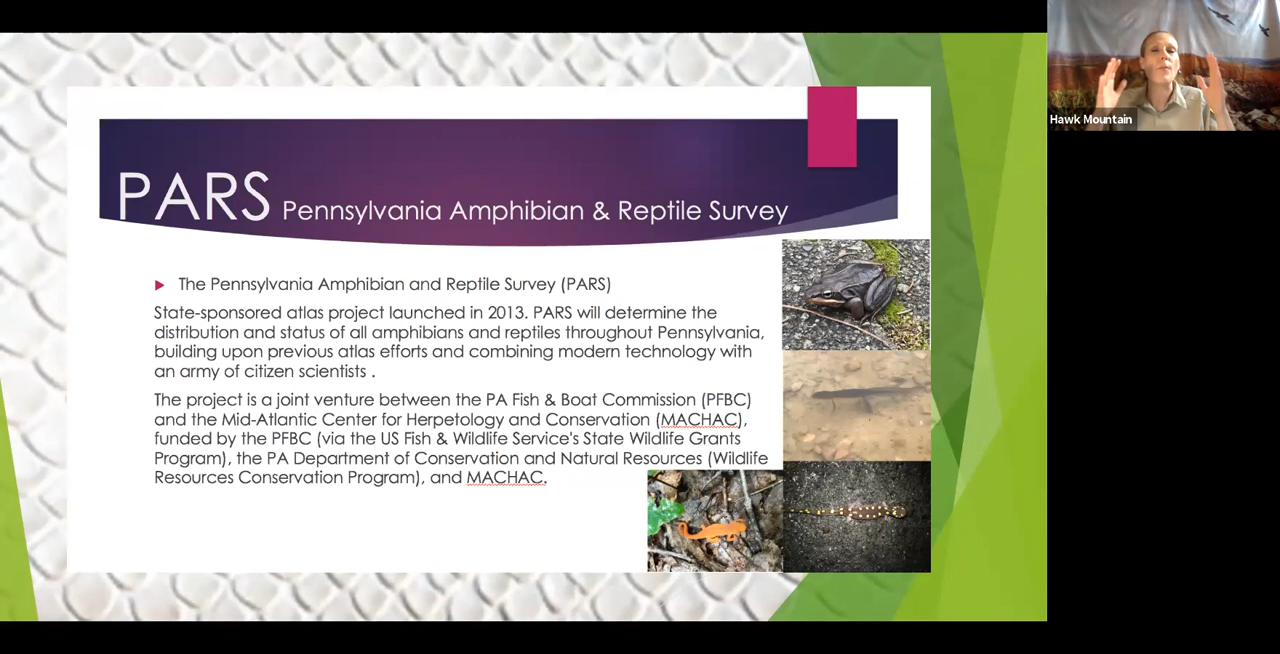 PARS Pennsylvania Amphibian & Reptile Survey
The Pennsylvania Amphibian and Reptile Survey (PARS)
State-sponsored atlas project launched in 2013. PARS will determine the
distribution and status of all amphibians and reptiles throughout Pennsylvania,
building upon previous atlas efforts and combining modern technology with
an army of citizen scientists .
The project is a joint venture between the PA Fish & Boat Commission (PFBC)
and the Mid-Atlantic Center for Herpetology and Conservation (MACHAC),
funded by the PFBC (via the US Fish & Wildlife Service's State Wildlife Grants
Program), the PA Department of Conservation and Natural Resources (Wildlife
Resources Conservation Program), and MACHAC.
Hawk Mountain